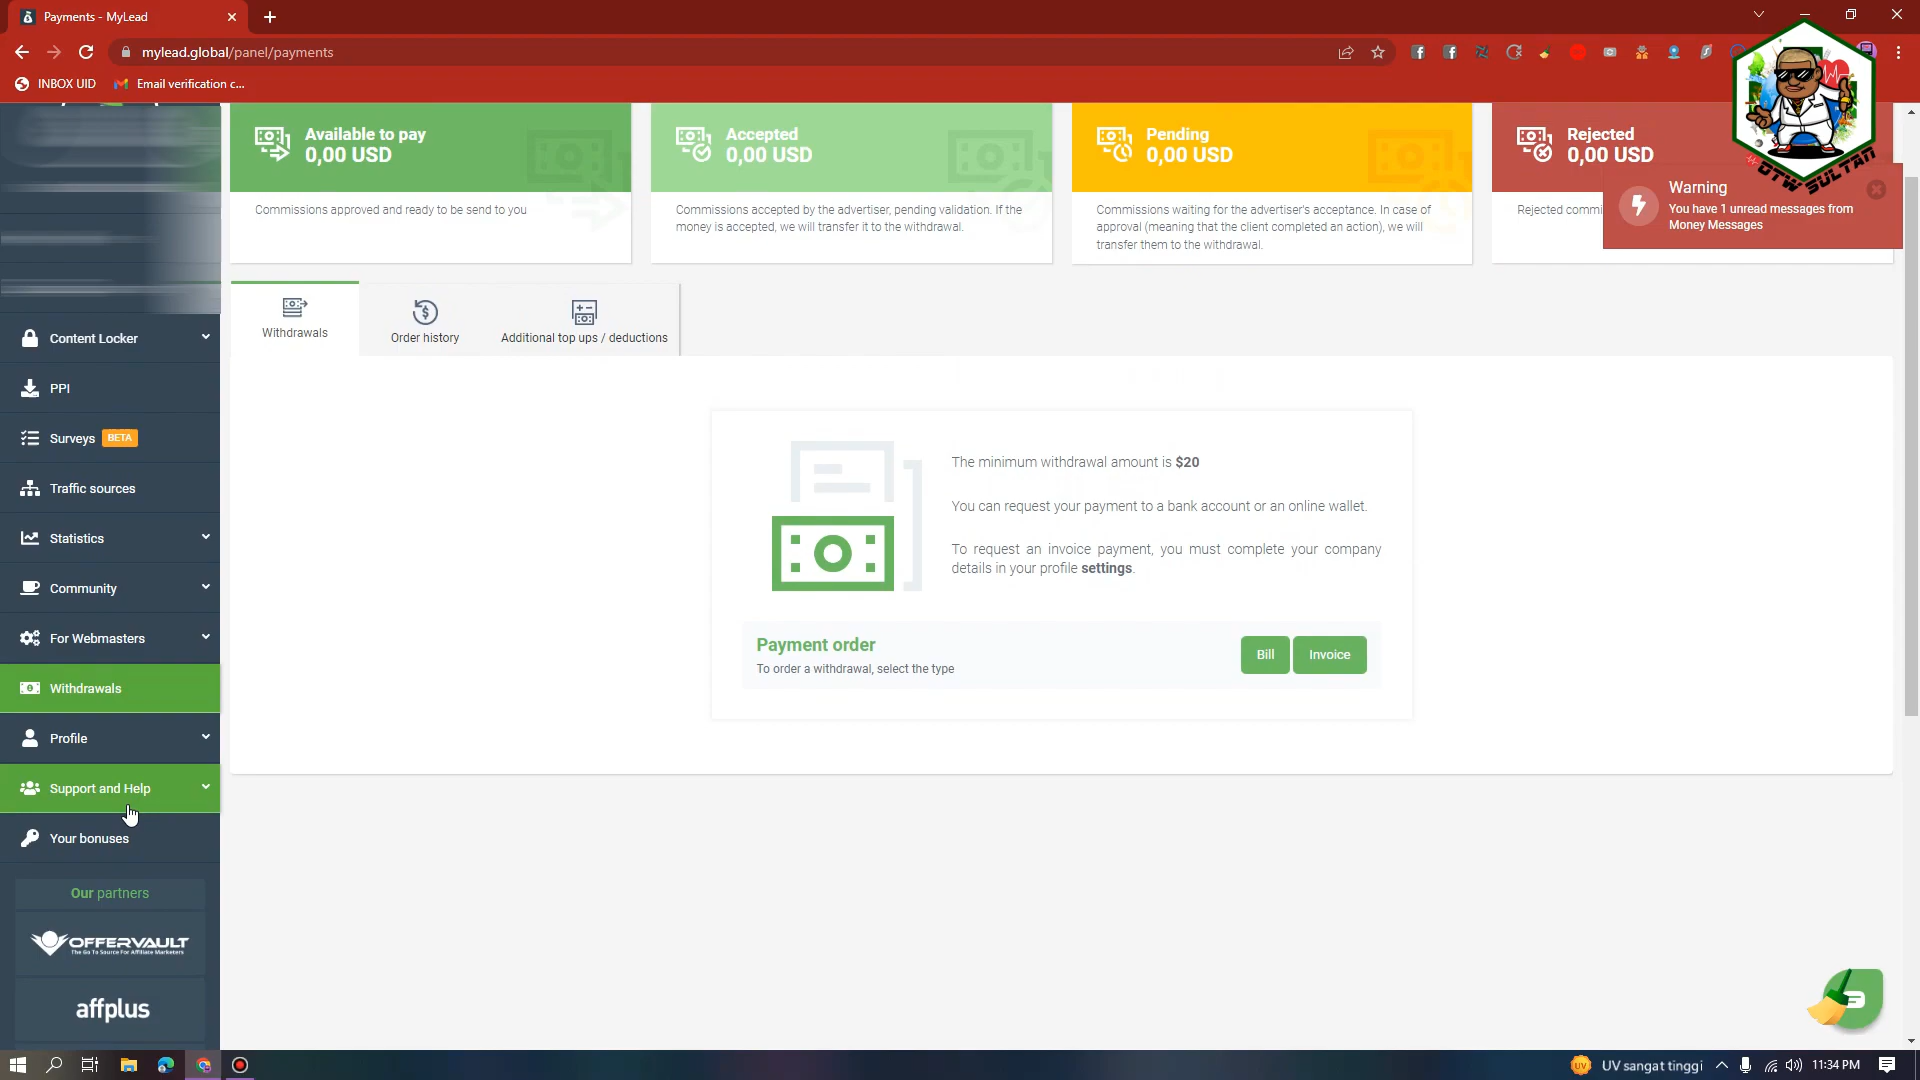 Payments - MyLead
mylead.global/panel/payments
INBOX UID
Email verification c...
Available to pay
0,00 USD
Commissions approved and ready to be send to you
Accepted
0,00 USD
Commissions accepted by the advertiser, pending validation. If the
money is accepted, we will transfer it to the withdrawal.
Pending
0,00 USD
Commissions waiting for the advertiser's acceptance. In case of
approval (meaning that the client completed an action), we will
transfer them to the withdrawal.
Rejected
0,00 USD
Rejected
OTW SULTAN
Warning
You have 1 unread messages from
Money Messages
Withdrawals
Order history
Additional top ups / deductions
Content Locker
PPI
Surveys BETA
Traffic sources
Statistics
Community
For Webmasters
Withdrawals
Profile
Support and Help
Your bonuses
Our partners
OFFERVAULT
The Go To Source For Affiliate Marketers
affplus
The minimum withdrawal amount is $20
You can request your payment to a bank account or an online wallet.
To request an invoice payment, you must complete your company
details in your profile settings.
Payment order
To order a withdrawal, select the type
Bill
Invoice
UV sangat tinggi
11:34 PM